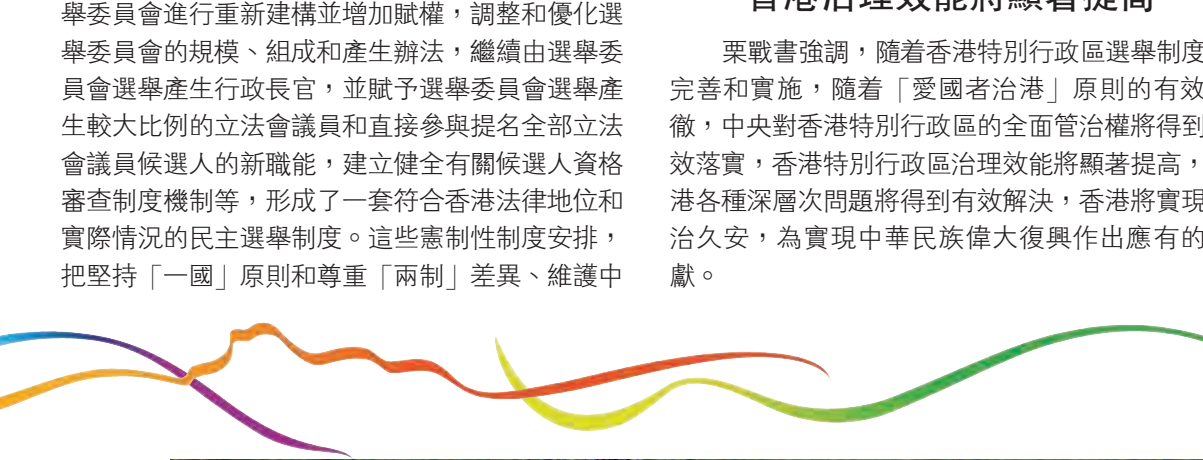 舉委員會進行重新建構並增加賦權，調整和優化選
舉委員會的規模、組成和產生辦法，繼續由選舉委
員會選舉產生行政長官，並賦予選舉委員會選舉產
生較大比例的立法會議員和直接參與提名全部立法
會議員候選人的新職能，建立健全有關候選人資格
審查制度機制等，形成了一套符合香港法律地位和
實際情況的民主選舉制度。這些憲制性制度安排，
把堅持「一國」原則和尊重「兩制」差異、維護中
香港治理效能將顯著提高
栗戰書強調，隨着香港特別行政區選舉制度
完善和實施，隨着「愛國者治港」原則的有效
徹，中央對香港特別行政區的全面管治權將得到
效落實，香港特別行政區治理效能將顯著提高，
港各種深層次問題將得到有效解決，香港將實現
治久安，為實現中華民族偉大復興作出應有的
獻。